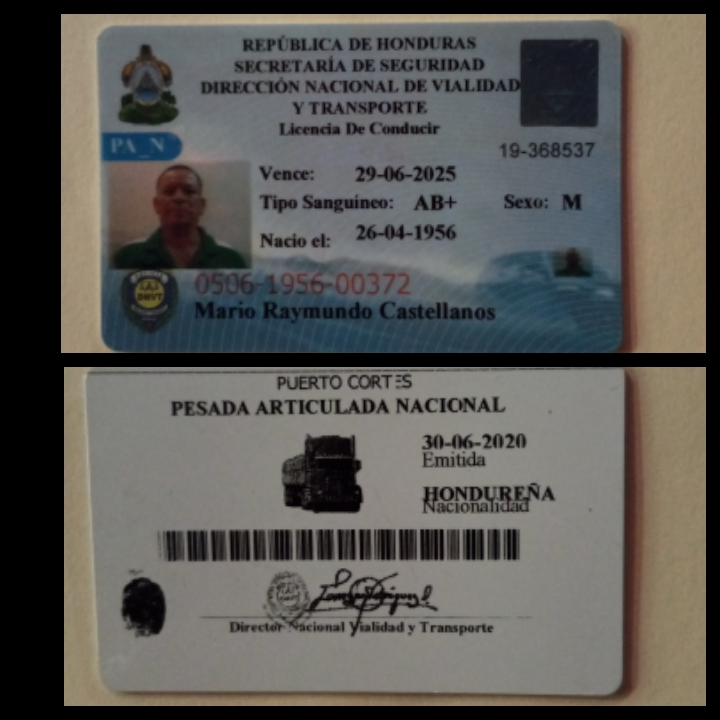 REPÚBLICA DE HONDURAS
SECRETARÍA DE SEGURIDAD
DIRECCIÓN NACIONAL DE VIALIDAD
Y TRANSPORTE
Licencia De Conducir
PA_N
19-368537
Vence: 29-06-2025
Tipo Sanguineo: AB+ Sexo: M
Nacio el: 26-04-1956
0506-1956-00372
DNVT
Mario Raymundo Castellanos
PUERTO CORTES
PESADA ARTICULADA NACIONAL
30-06-2020
Emitida
HONDUREÑA
Nacionalidad
Director Nacional Vialidad y Transporte